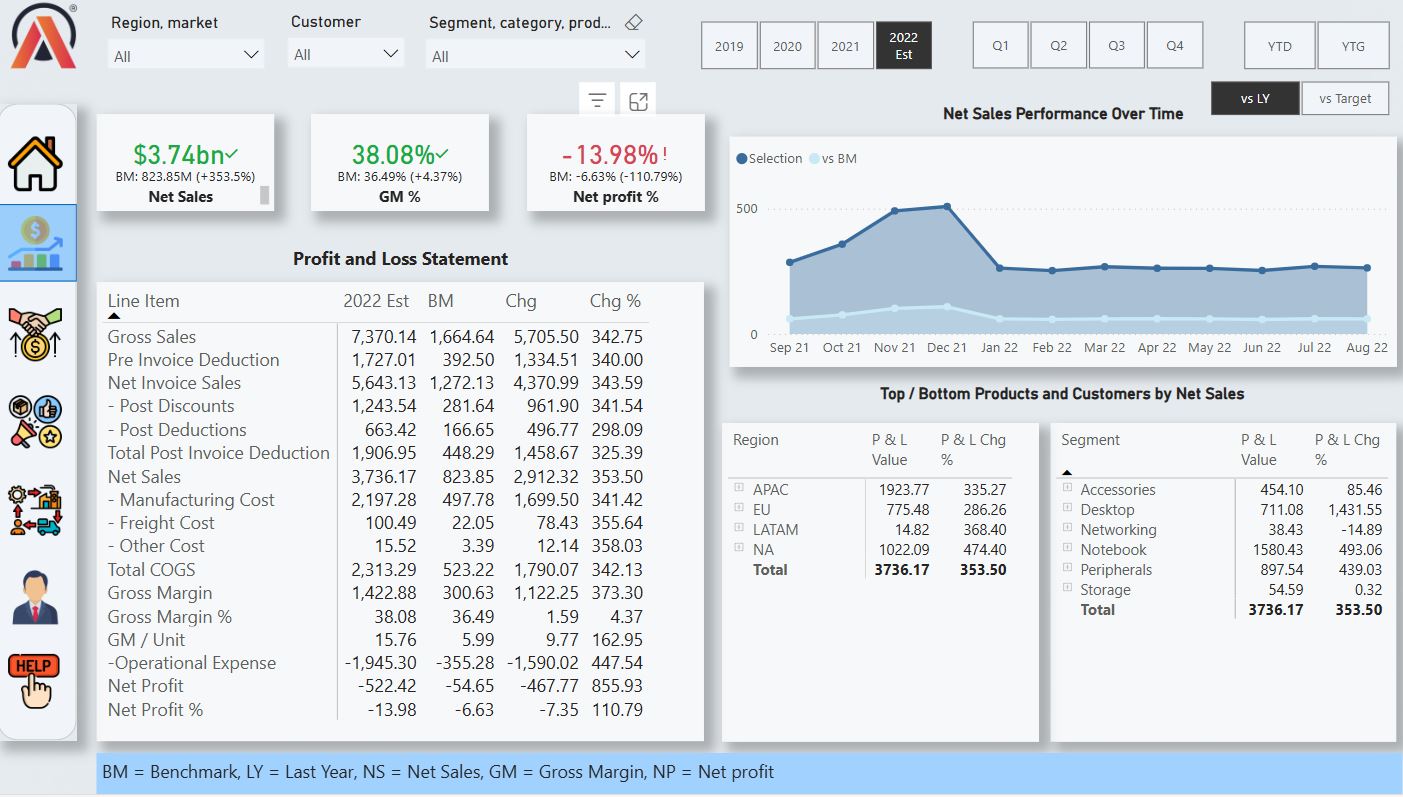 Region, market
Customer
Segment, category, prod...
All
All
All
2019
2020
2021
2022
Est
Q1
Q2
Q3
Q4
YTD
YTG
vs LY
vs Target
$3.74bn
BM: 823.85M (+353.5%)
Net Sales
38.08%
BM: 36.49% (+4.37%)
GM %
-13.98% !
BM: -6.63% (-110.79%)
Net profit %
Net Sales Performance Over Time
Selection vs BM
500
0
Sep 21 Oct 21 Nov 21 Dec 21 Jan 22 Feb 22 Mar 22 Apr 22 May 22 Jun 22 Jul 22 Aug 22
Profit and Loss Statement
Line Item 2022 Est BM Chg Chg %
Gross Sales 7,370.14 1,664.64 5,705.50 342.75
Pre Invoice Deduction 1,727.01 392.50 1,334.51 340.00
Net Invoice Sales 5,643.13 1,272.13 4,370.99 343.59
- Post Discounts 1,243.54 281.64 961.90 341.54
- Post Deductions 663.42 166.65 496.77 298.09
Total Post Invoice Deduction 1,906.95 448.29 1,458.67 325.39
Net Sales 3,736.17 823.85 2,912.32 353.50
- Manufacturing Cost 2,197.28 497.78 1,699.50 341.42
- Freight Cost 100.49 22.05 78.43 355.64
- Other Cost 15.52 3.39 12.14 358.03
Total COGS 2,313.29 523.22 1,790.07 342.13
Gross Margin 1,422.88 300.63 1,122.25 373.30
Gross Margin % 38.08 36.49 1.59 4.37
GM / Unit 15.76 5.99 9.77 162.95
-Operational Expense -1,945.30 -355.28 -1,590.02 447.54
Net Profit -522.42 -54.65 -467.77 855.93
Net Profit % -13.98 -6.63 -7.35 110.79
Top / Bottom Products and Customers by Net Sales
Region P & L Value P & L Chg %
APAC 1923.77 335.27
EU 775.48 286.26
LATAM 14.82 368.40
NA 1022.09 474.40
Total 3736.17 353.50
Segment P & L Value P & L Chg %
Accessories 454.10 85.46
Desktop 711.08 1,431.55
Networking 38.43 -14.89
Notebook 1580.43 493.06
Peripherals 897.54 439.03
Storage 54.59 0.32
Total 3736.17 353.50
HELP
BM = Benchmark, LY = Last Year, NS = Net Sales, GM = Gross Margin, NP = Net profit